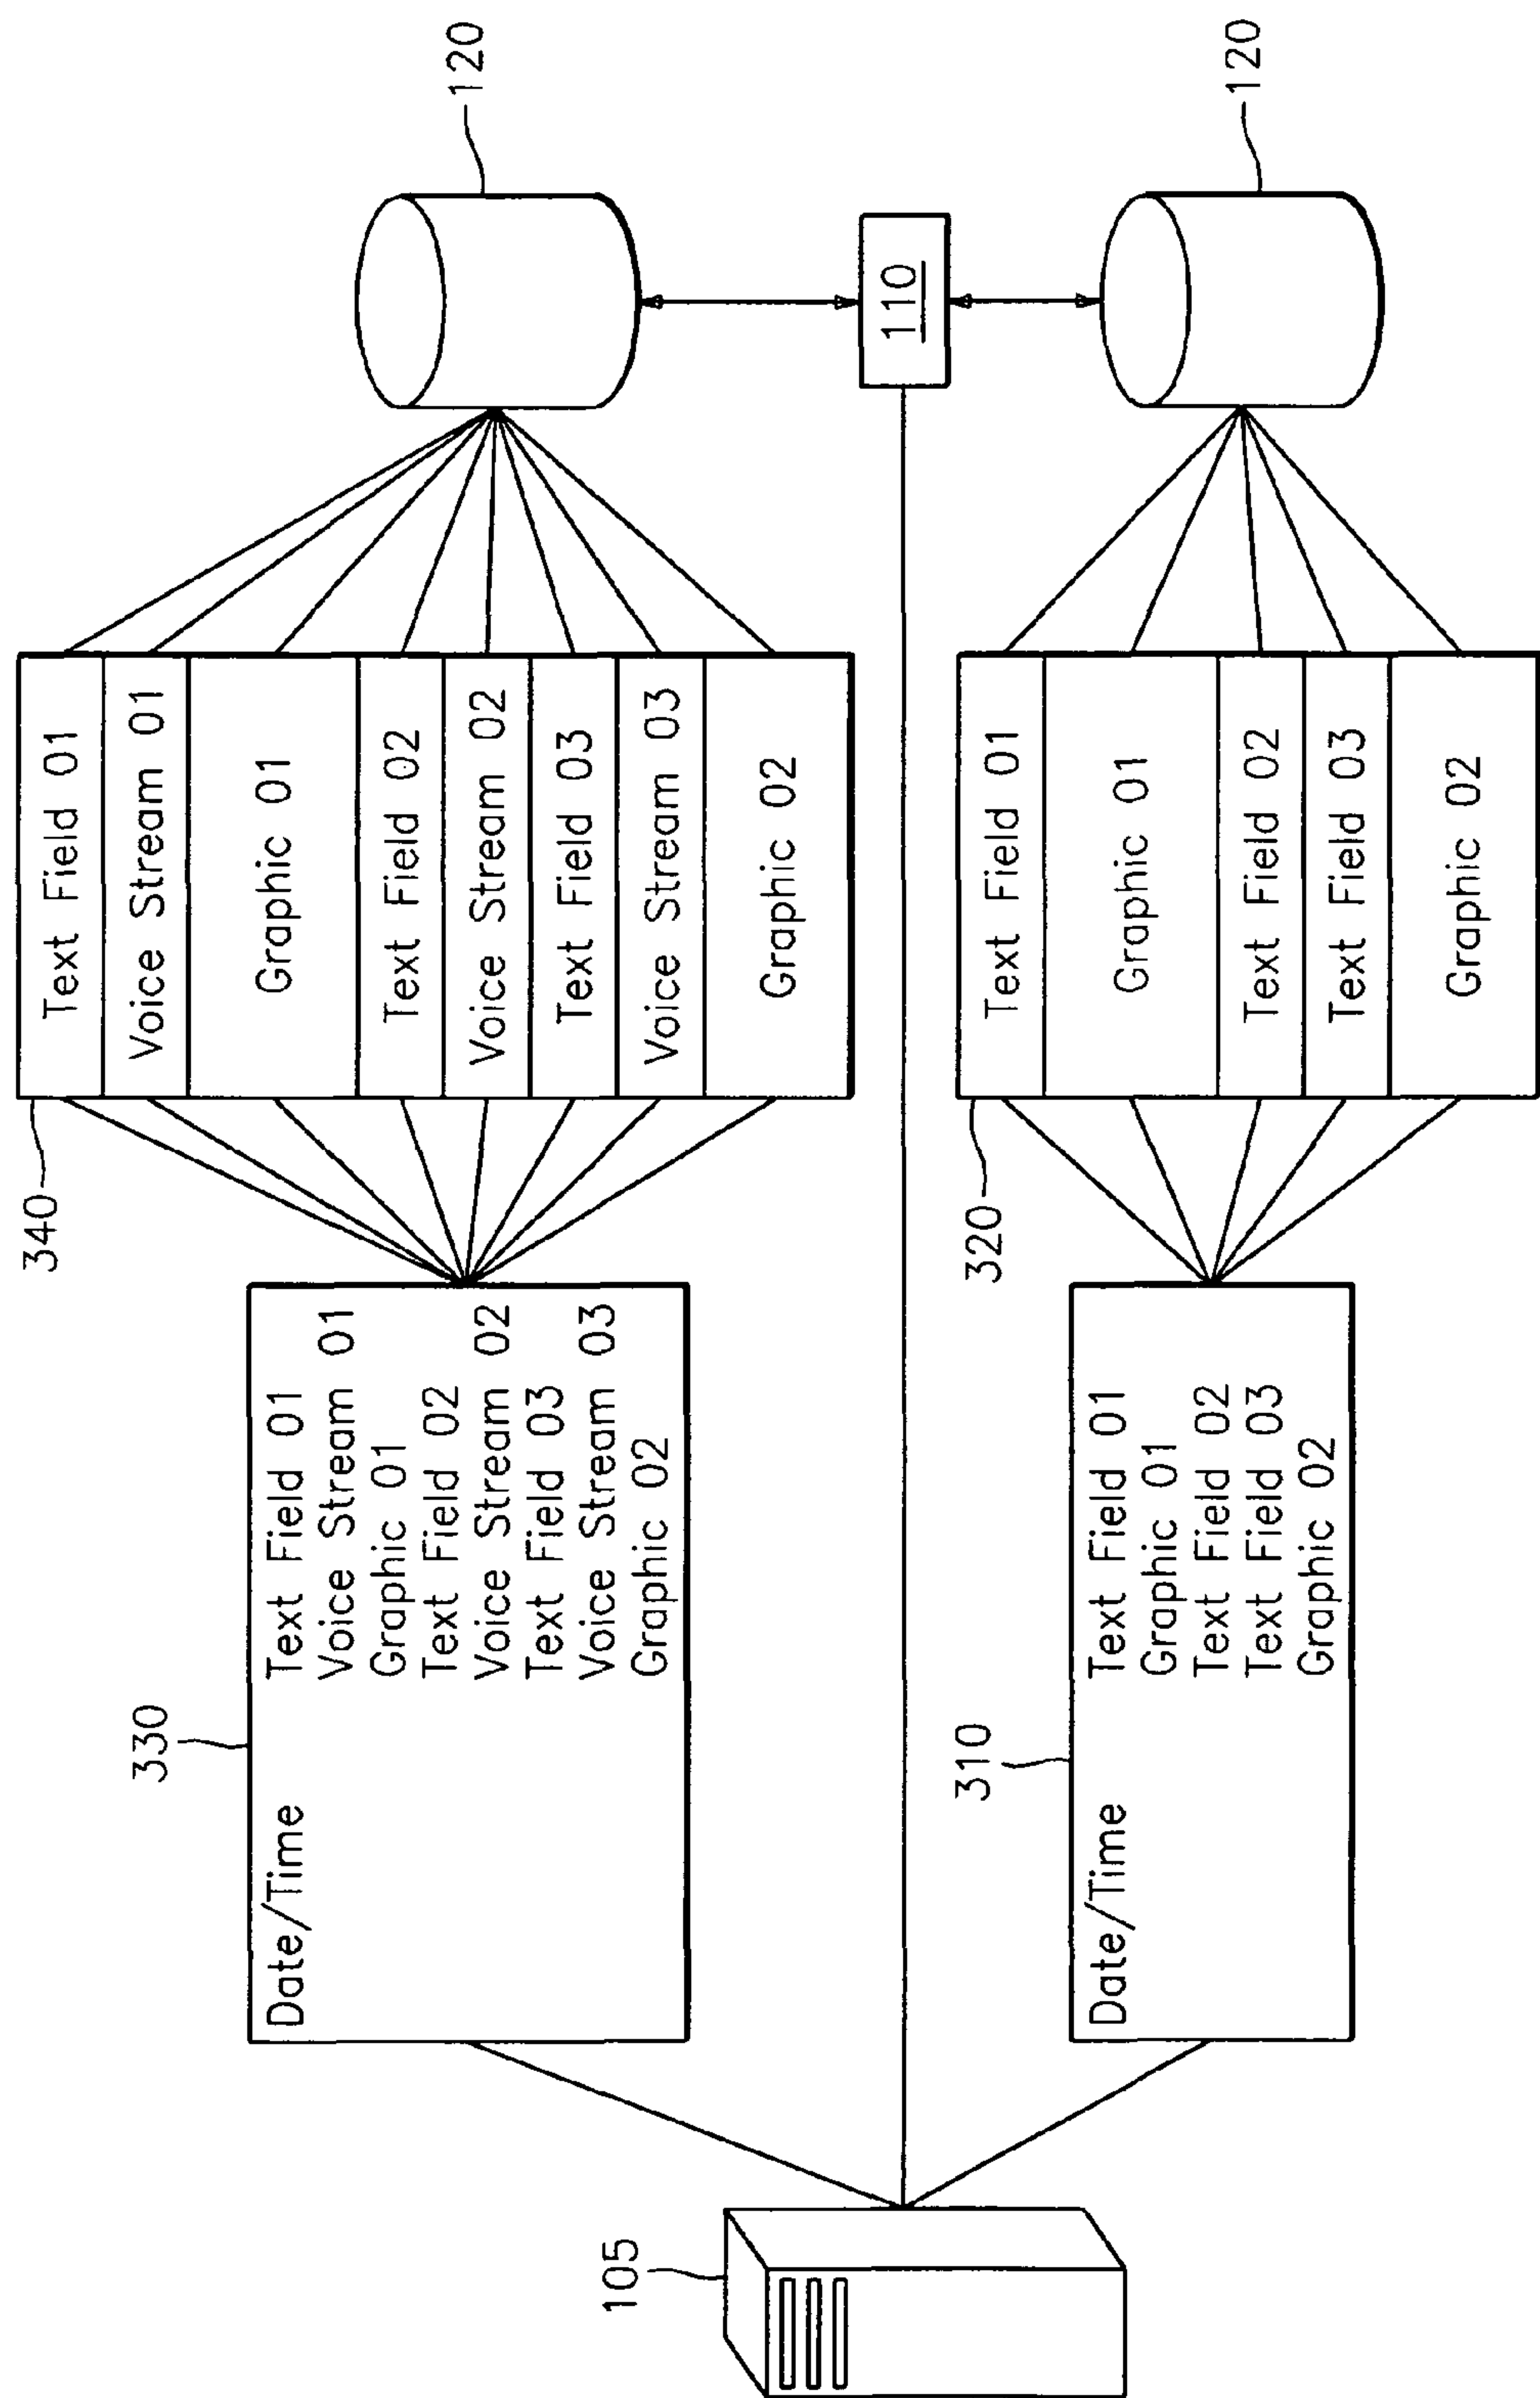 105
330
Date/Time
Text Field 01
Voice Stream 01
Graphic 01
Text Field 02
Voice Stream 02
Text Field 03
Voice Stream 03
Graphic 02
340
Text Field 01
Voice Stream 01
Graphic 01
Text Field 02
Voice Stream 02
Text Field 03
Voice Stream 03
Graphic 02
120
110
310
Date/Time
Text Field 01
Graphic 01
Text Field 02
Text Field 03
Graphic 02
320
Text Field 01
Graphic 01
Text Field 02
Text Field 03
Graphic 02
120